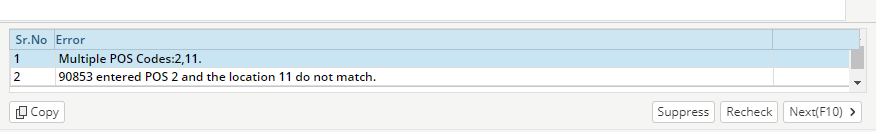 Sr.No Error
1 Multiple POS Codes:2,11.
2 90853 entered POS 2 and the location 11 do not match.
Copy Suppress Recheck Next(F10)